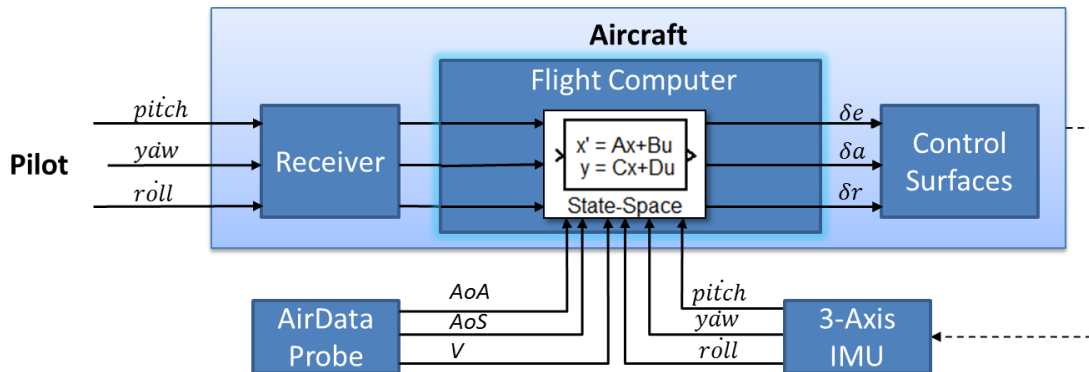 Aircraft
Flight Computer
Pilot
pitch
yaw
roll
Receiver
x' = Ax+Bu
y = Cx+Du
State-Space
δe
δa
δr
Control
Surfaces
AirData
Probe
AoA
AoS
V
pitch
yaw
roll
3-Axis
IMU